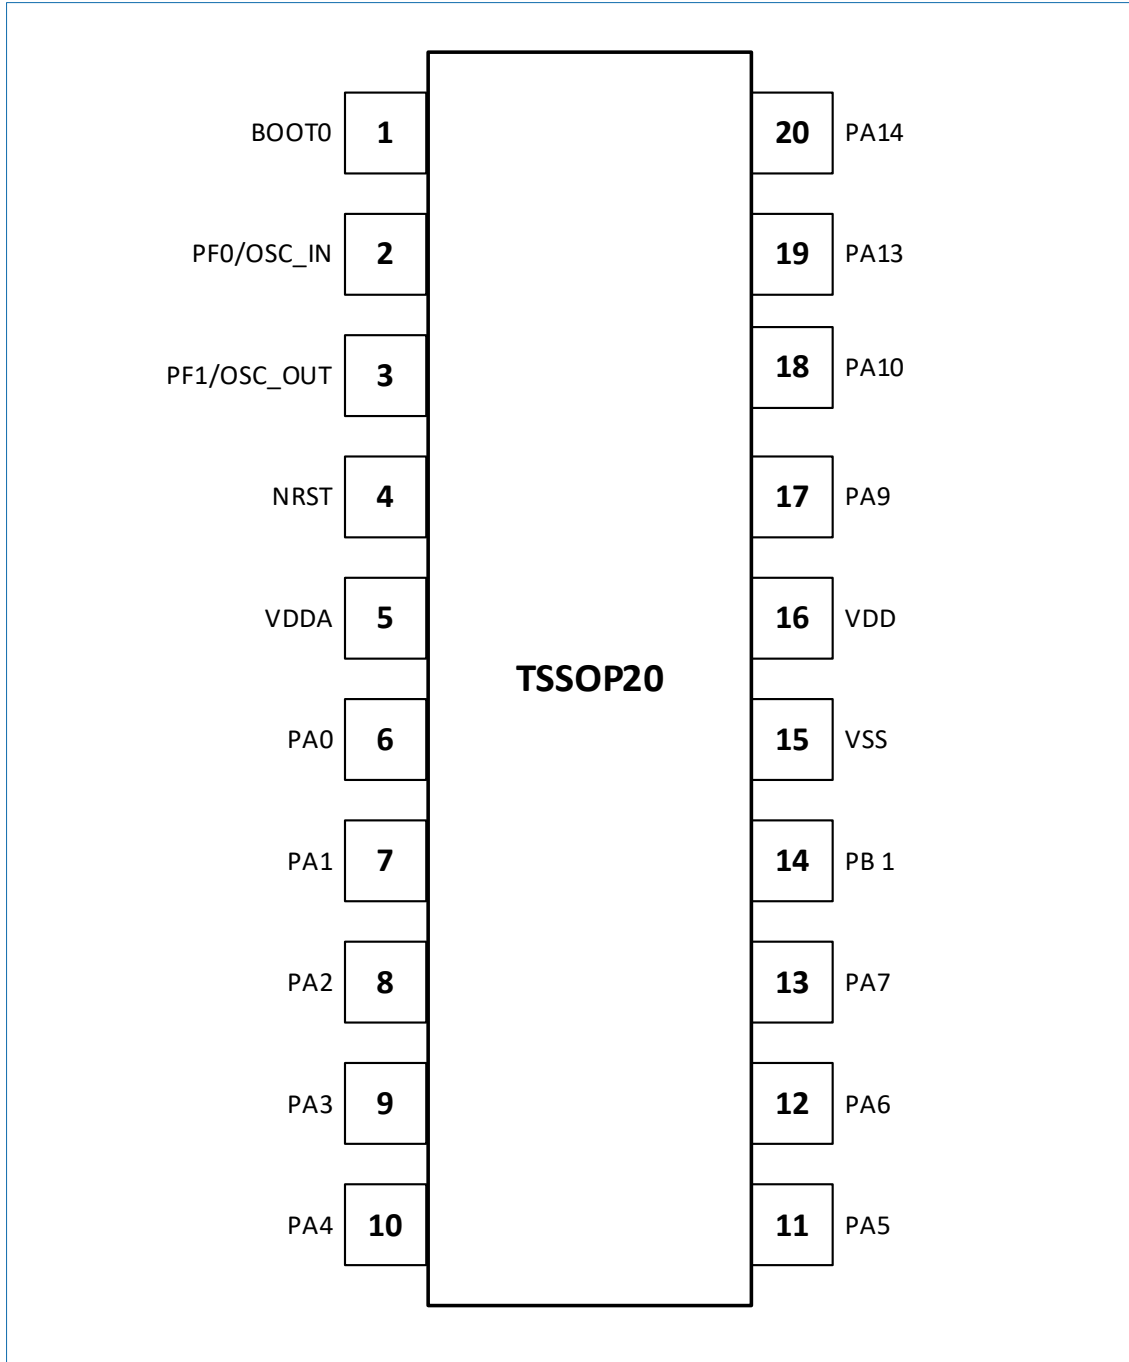 BOOT0 1 20 PA14
PF0/OSC_IN 2 19 PA13
PF1/OSC_OUT 3 18 PA10
NRST 4 17 PA9
VDDA 5 16 VDD
TSSOP20
PA0 6 15 VSS
PA1 7 14 PB 1
PA2 8 13 PA7
PA3 9 12 PA6
PA4 10 11 PA5